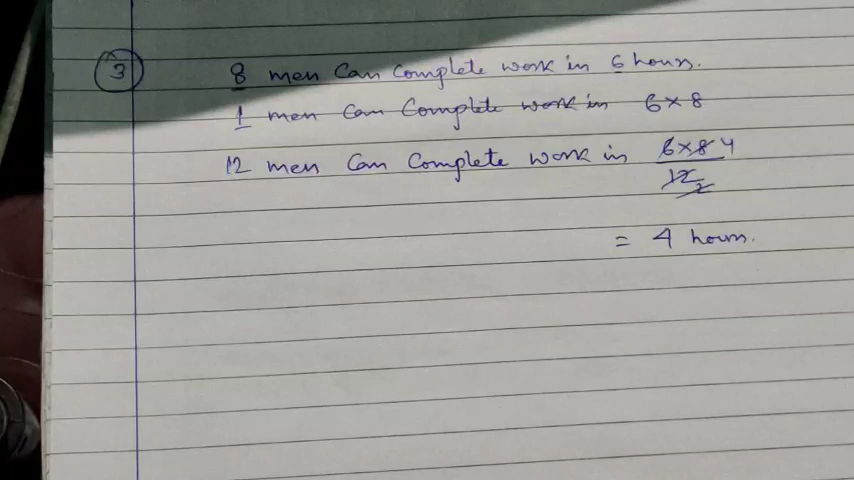 3 8 men can complete work in 6 hours.
1 men can complete work in 6×8
12 men can complete work in 6×8 4
12 2
= 4 hours.